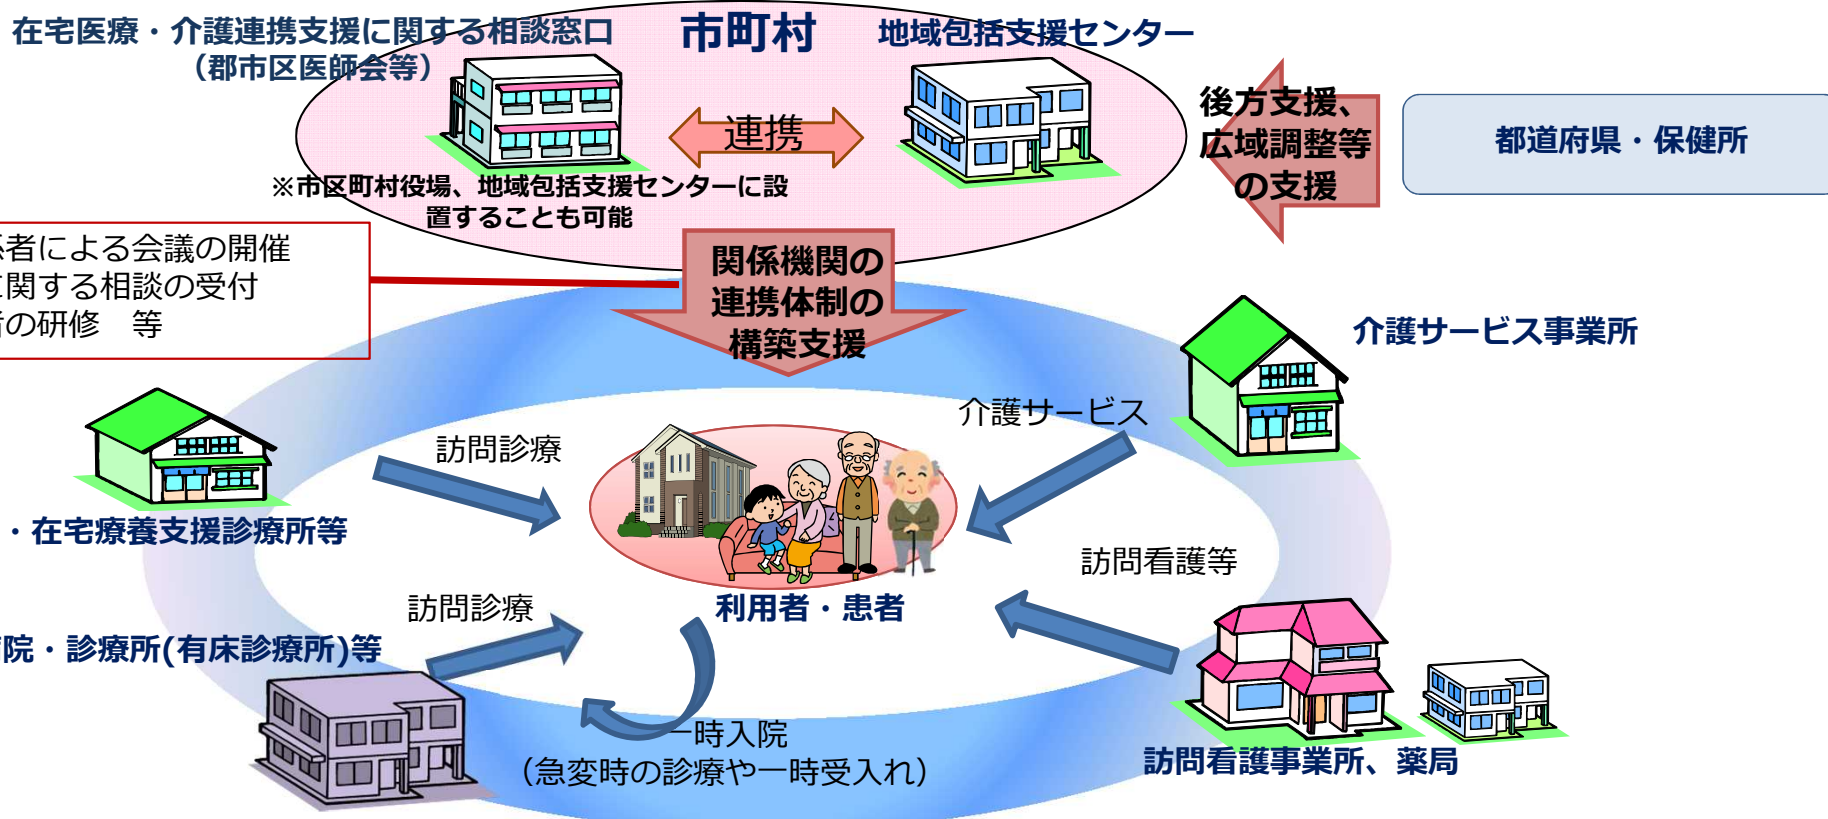 在宅医療・介護連携支援に関する相談窓口
（郡市区医師会等）
市町村
地域包括支援センター
連携
※市区町村役場、地域包括支援センターに設
置することも可能
後方支援、
広域調整等
の支援
都道府県・保健所
係者による会議の開催
に関する相談の受付
者の研修　等
関係機関の
連携体制の
構築支援
介護サービス事業所
介護サービス
訪問診療
・在宅療養支援診療所等
訪問看護等
利用者・患者
訪問診療
院・診療所(有床診療所)等
一時入院
（急変時の診療や一時受入れ）
訪問看護事業所、薬局